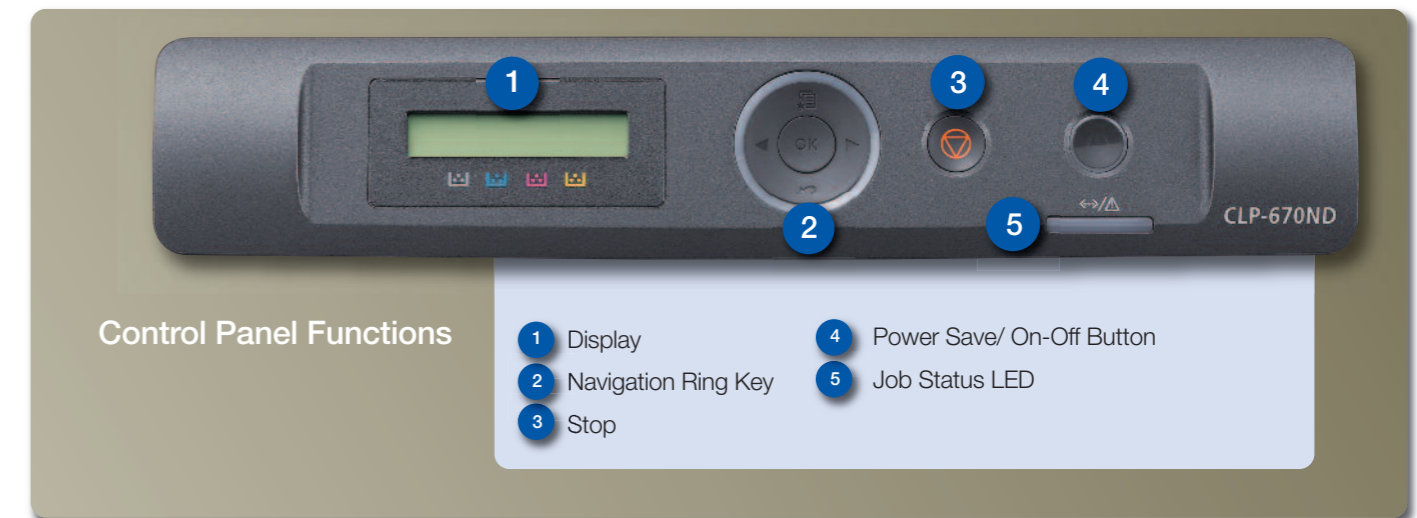 1
3
4
OK
2
5
CLP-670ND
Control Panel Functions
1 Display
2 Navigation Ring Key
3 Stop
4 Power Save/ On-Off Button
5 Job Status LED